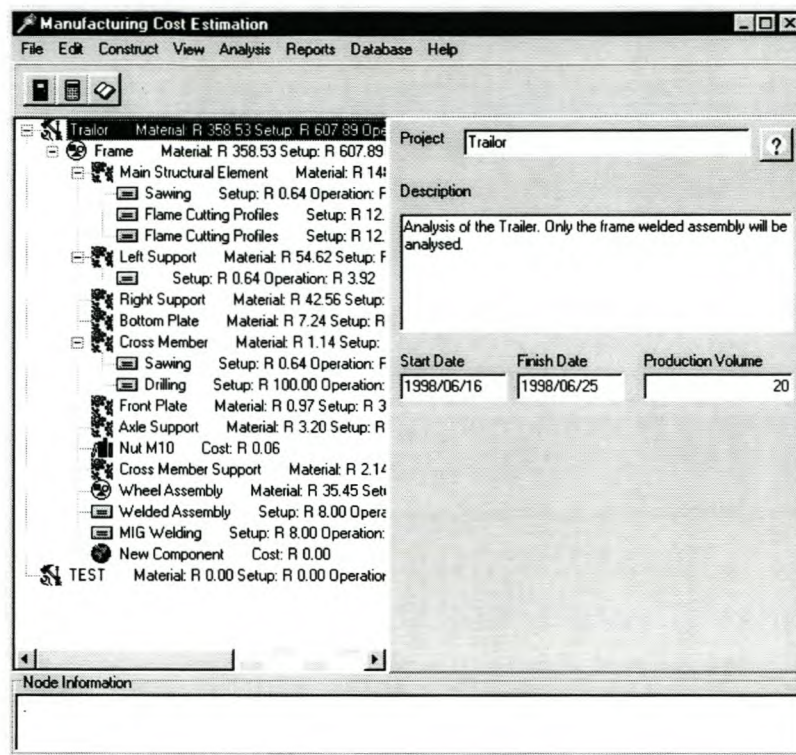 Manufacturing Cost Estimation
File Edit Construct View Analysis Reports Database Help
Trailor Material: R 358.53 Setup: R 607.89 Ope
Frame Material: R 358.53 Setup: R 607.89
Main Structural Element Material: R 14
Sawing Setup: R 0.64 Operation: F
Flame Cutting Profiles Setup: R 12.
Flame Cutting Profiles Setup: R 12.
Left Support Material: R 54.62 Setup: F
Setup: R 0.64 Operation: R 3.92
Right Support Material: R 42.56 Setup:
Bottom Plate Material: R 7.24 Setup: R
Cross Member Material: R 1.14 Setup:
Sawing Setup: R 0.64 Operation: F
Drilling Setup: R 100.00 Operation:
Front Plate Material: R 0.97 Setup: R 3
Axle Support Material: R 3.20 Setup: R
Nut M10 Cost: R 0.06
Cross Member Support Material: R 2.14
Wheel Assembly Material: R 35.45 Set
Welded Assembly Setup: R 8.00 Opera
MIG Welding Setup: R 8.00 Operation:
New Component Cost: R 0.00
TEST Material: R 0.00 Setup: R 0.00 Operation
Project Trailor ?
Description
Analysis of the Trailer. Only the frame welded assembly will be
analysed.
Start Date Finish Date Production Volume
1998/06/16 1998/06/25 20
Node Information